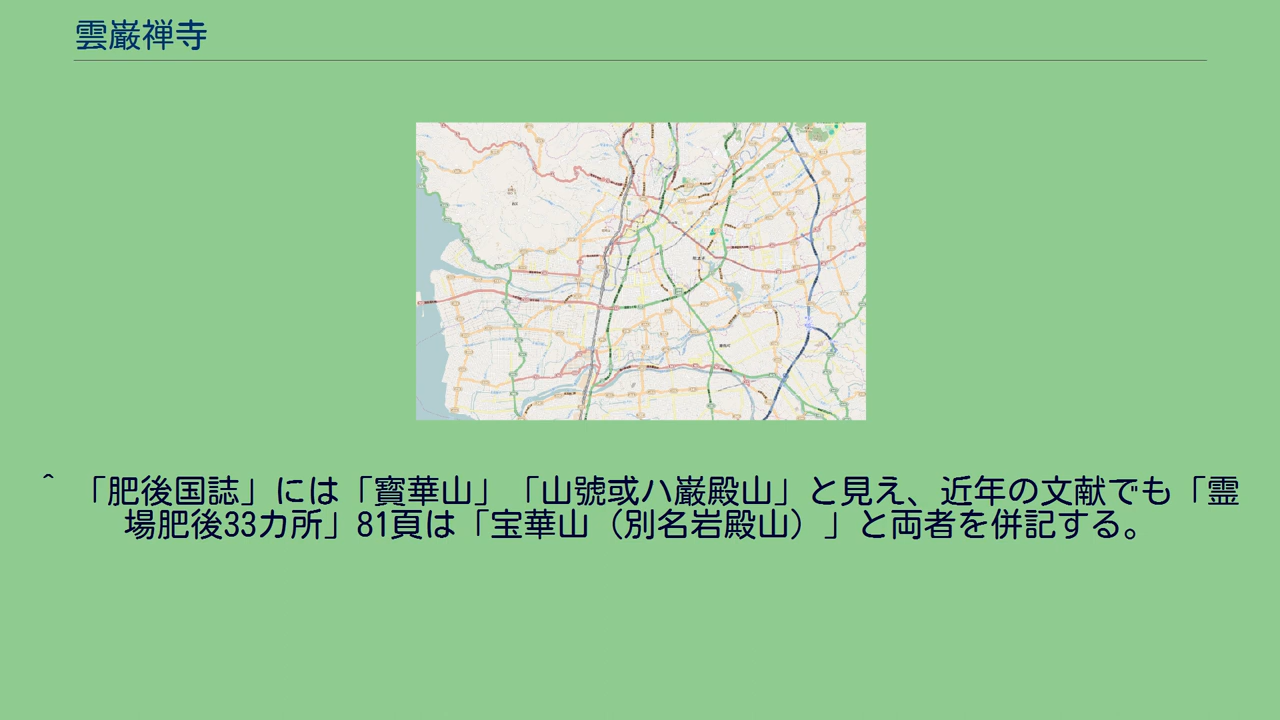 雲巌禅寺
^ 「肥後国誌」には「寳華山」「山號或ハ巌殿山」と見え、近年の文献でも「霊
場肥後33カ所」81頁は「宝華山（別名岩殿山）」と両者を併記する。